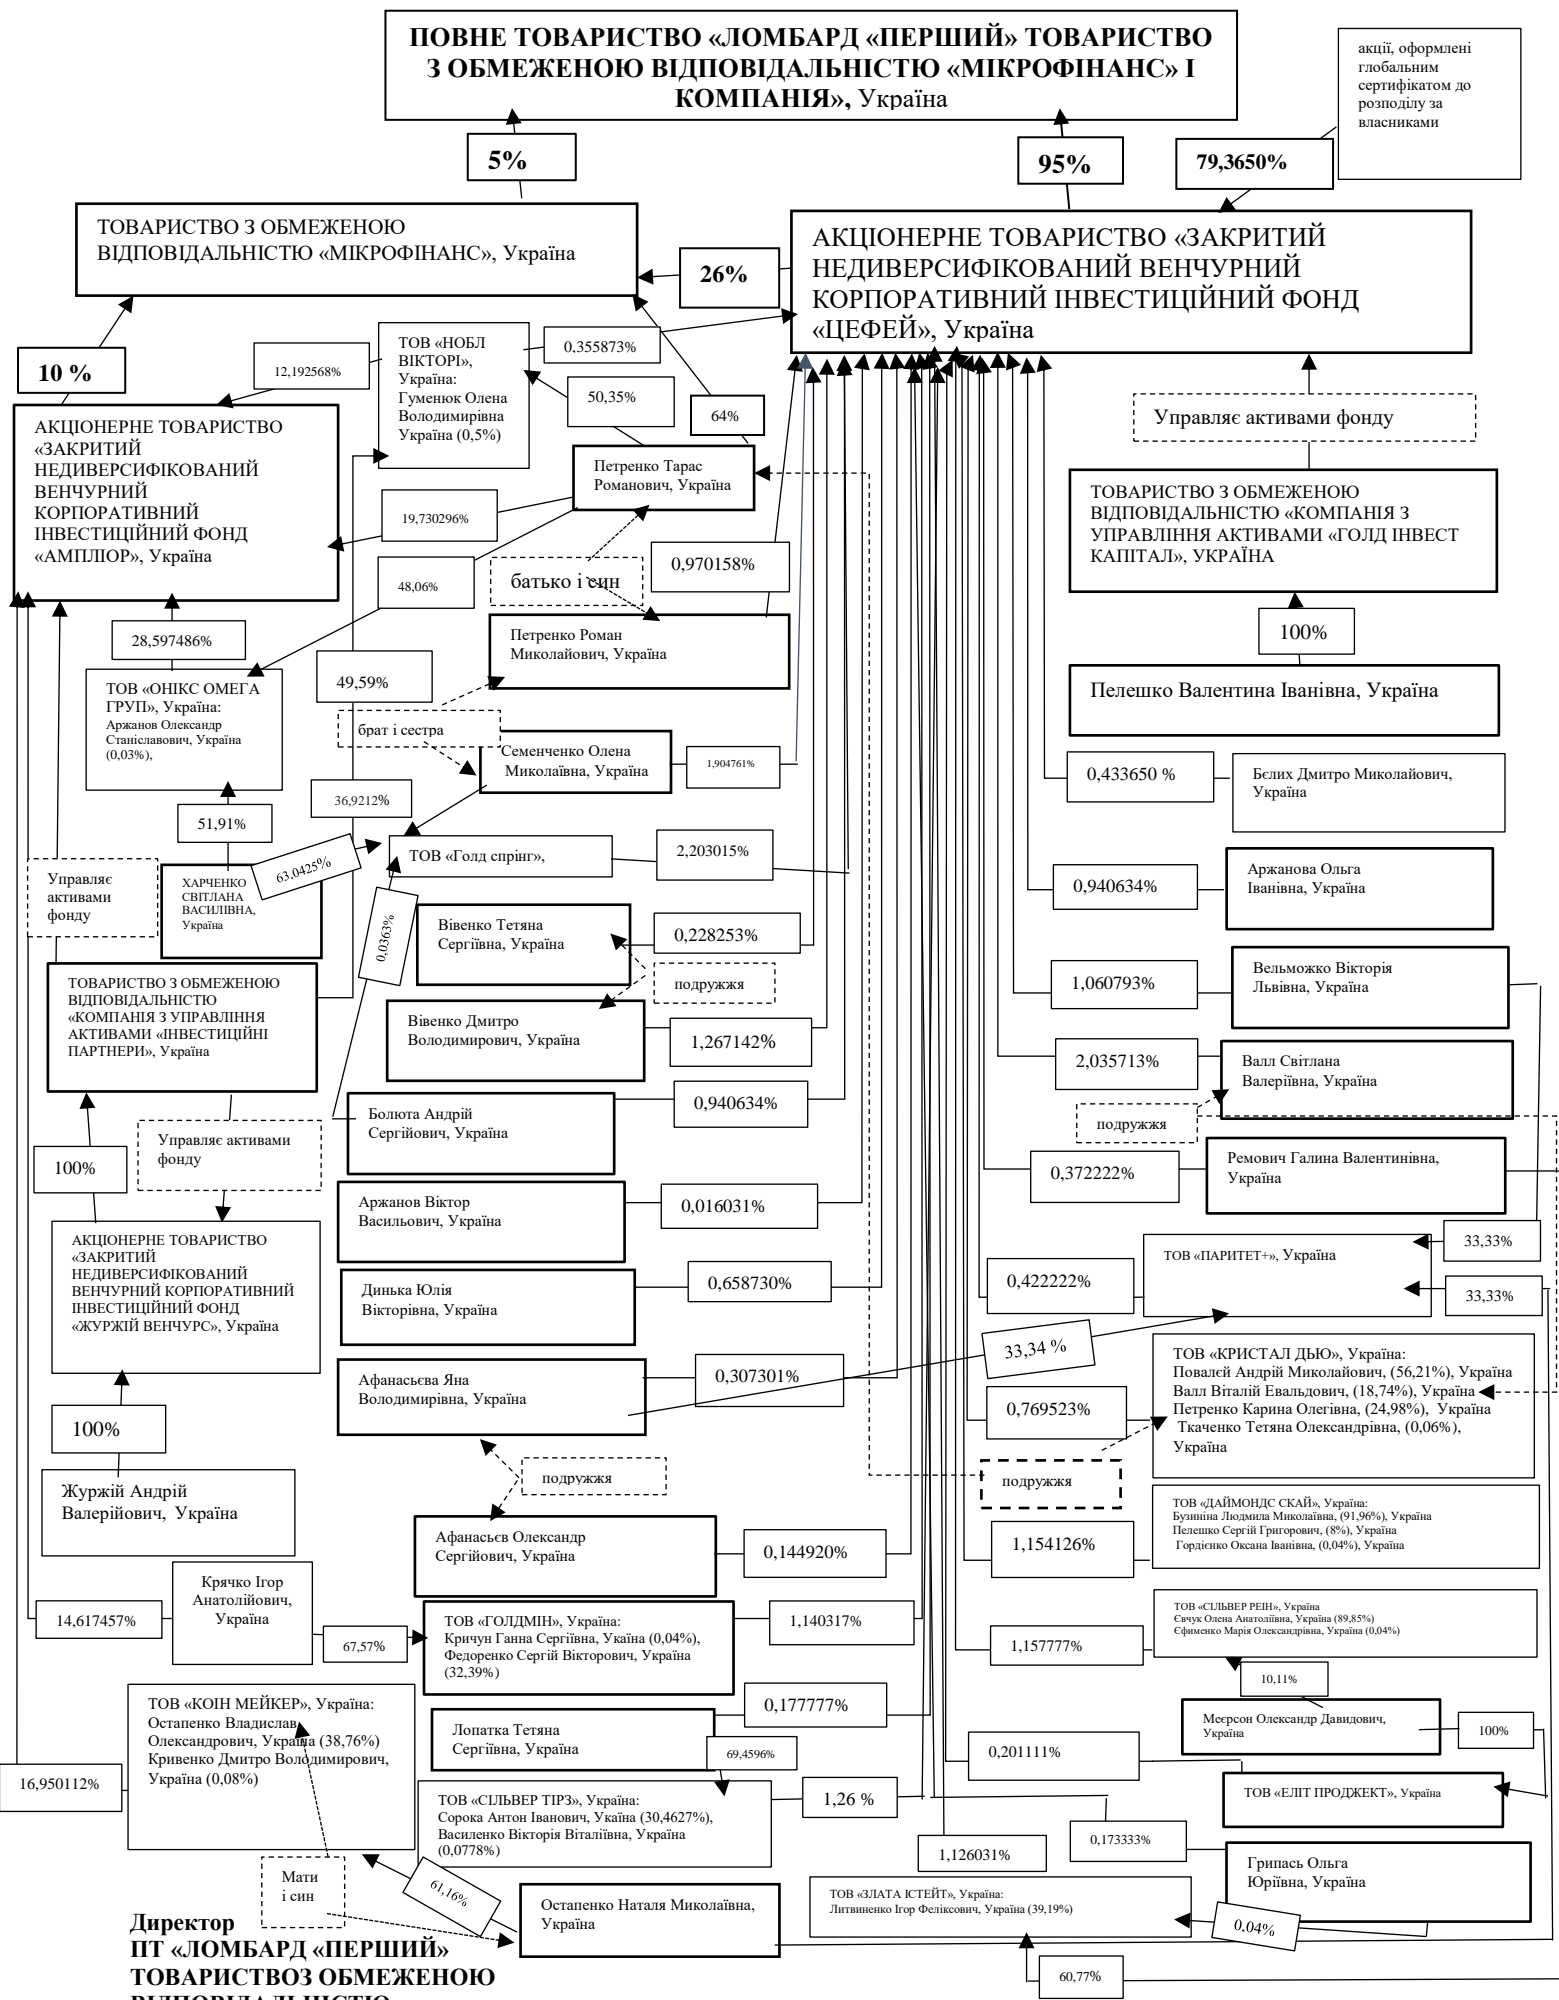 ПОВНЕ ТОВАРИСТВО «ЛОМБАРД «ПЕРШИЙ» ТОВАРИСТВО
З ОБМЕЖЕНОЮ ВІДПОВІДАЛЬНІСТЮ «МІКРОФІНАНС» І
КОМПАНІЯ», Україна
акції, оформлені
глобальним
сертифікатом до
розподілу за
власниками
5%
95%
79,3650%
ТОВАРИСТВО З ОБМЕЖЕНОЮ
ВІДПОВІДАЛЬНІСТЮ «МІКРОФІНАНС», Україна
26%
АКЦІОНЕРНЕ ТОВАРИСТВО «ЗАКРИТИЙ
НЕДИВЕРСИФІКОВАНИЙ ВЕНЧУРНИЙ
КОРПОРАТИВНИЙ ІНВЕСТИЦІЙНИЙ ФОНД
«ЦЕФЕЙ», Україна
10 %
12,192568%
ТОВ «НОБЛ
ВІКТОРІ»,
Україна:
Гуменюк Олена
Володимирівна
Україна (0,5%)
0,355873%
50,35%
64%
Управляє активами фонду
АКЦІОНЕРНЕ ТОВАРИСТВО
«ЗАКРИТИЙ
НЕДИВЕРСИФІКОВАНИЙ
ВЕНЧУРНИЙ
КОРПОРАТИВНИЙ
ІНВЕСТИЦІЙНИЙ ФОНД
«АМПЛІОР», Україна
Петренко Тарас
Романович, Україна
19,730296%
48,06%
батько і син
0,970158%
ТОВАРИСТВО З ОБМЕЖЕНОЮ
ВІДПОВІДАЛЬНІСТЮ «КОМПАНІЯ З
УПРАВЛІННЯ АКТИВАМИ «ГОЛД ІНВЕСТ
КАПІТАЛ», УКРАЇНА
100%
28,597486%
Петренко Роман
Миколайович, Україна
Пелешко Валентина Іванівна, Україна
ТОВ «ОНІКС ОМЕГА
ГРУП», Україна:
Аржанов Олександр
Станіславович, Україна
(0,03%),
49,59%
брат і сестра
Семенченко Олена
Миколаївна, Україна
1,904761%
0,433650 %
Бєлих Дмитро Миколайович,
Україна
36,9212%
51,91%
63,0425%
ТОВ «Голд спрінг»,
2,203015%
Управляє
активами
фонду
ХАРЧЕНКО
СВІТЛАНА
ВАСИЛІВНА,
Україна
0,0363%
Вівенко Тетяна
Сергіївна, Україна
0,228253%
0,940634%
Аржанова Ольга
Іванівна, Україна
подружжя
ТОВАРИСТВО З ОБМЕЖЕНОЮ
ВІДПОВІДАЛЬНІСТЮ
«КОМПАНІЯ З УПРАВЛІННЯ
АКТИВАМИ «ІНВЕСТИЦІЙНІ
ПАРТНЕРИ», Україна
Вівенко Дмитро
Володимирович, Україна
1,267142%
1,060793%
Вельможко Вікторія
Львівна, Україна
2,035713%
Валл Світлана
Валеріївна, Україна
подружжя
Болюта Андрій
Сергійович, Україна
0,940634%
100%
Управляє активами
фонду
0,372222%
Ремович Галина Валентинівна,
Україна
Аржанов Віктор
Васильович, Україна
0,016031%
АКЦІОНЕРНЕ ТОВАРИСТВО
«ЗАКРИТИЙ
НЕДИВЕРСИФІКОВАНИЙ
ВЕНЧУРНИЙ КОРПОРАТИВНИЙ
ІНВЕСТИЦІЙНИЙ ФОНД
«ЖУРЖІЙ ВЕНЧУРС», Україна
Динька Юлія
Вікторівна, Україна
0,658730%
0,422222%
ТОВ «ПАРИТЕТ+», Україна
33,33%
33,33%
33,34 %
Афанасьєва Яна
Володимирівна, Україна
0,307301%
0,769523%
ТОВ «КРИСТАЛ ДЬЮ», Україна:
Повалєй Андрій Миколайович, (56,21%), Україна
Валл Віталій Евальдович, (18,74%), Україна
Петренко Карина Олегівна, (24,98%), Україна
Ткаченко Тетяна Олександрівна, (0,06%),
Україна
100%
подружжя
подружжя
Журжій Андрій
Валерійович, Україна
Афанасьєв Олександр
Сергійович, Україна
0,144920%
1,154126%
ТОВ «ДАЙМОНДС СКАЙ», Україна:
Бузиніна Людмила Миколаївна, (91,96%), Україна
Пелешко Сергій Григорович, (8%), Україна
Гордієнко Оксана Іванівна, (0,04%), Україна
14,617457%
Крячко Ігор
Анатолійович,
Україна
67,57%
ТОВ «ГОЛДМІН», Україна:
Кричун Ганна Сергіївна, Укаїна (0,04%),
Федоренко Сергій Вікторович, Україна
(32,39%)
1,140317%
1,157777%
ТОВ «СІЛЬВЕР РЕІН», Україна
Євчук Олена Анатоліївна, Україна (89,85%)
Єфименко Марія Олександрівна, Україна (0,04%)
10,11%
ТОВ «КОІН МЕЙКЕР», Україна:
Остапенко Владислав
Олександрович, Україна (38,76%)
Кривенко Дмитро Володимирович,
Україна (0,08%)
16,950112%
Лопатка Тетяна
Сергіївна, Україна
0,177777%
69,4596%
0,201111%
Меєрсон Олександр Давидович,
Україна
100%
ТОВ «ЕЛІТ ПРОДЖЕКТ», Україна
ТОВ «СІЛЬВЕР ТІРЗ», Україна:
Сорока Антон Іванович, Укаїна (30,4627%),
Василенко Вікторія Віталіївна, Україна
(0,0778%)
1,26 %
1,126031%
0,173333%
Грипась Ольга
Юріївна, Україна
Мати
і син
61,16%
Остапенко Наталя Миколаївна,
Україна
ТОВ «ЗЛАТА ІСТЕЙТ», Україна:
Литвиненко Ігор Феліксович, Україна (39,19%)
0,04%
60,77%
Директор
ПТ «ЛОМБАРД «ПЕРШИЙ»
ТОВАРИСТВОЗ ОБМЕЖЕНОЮ
ВІДПОВІДАЛЬНІСТЮ